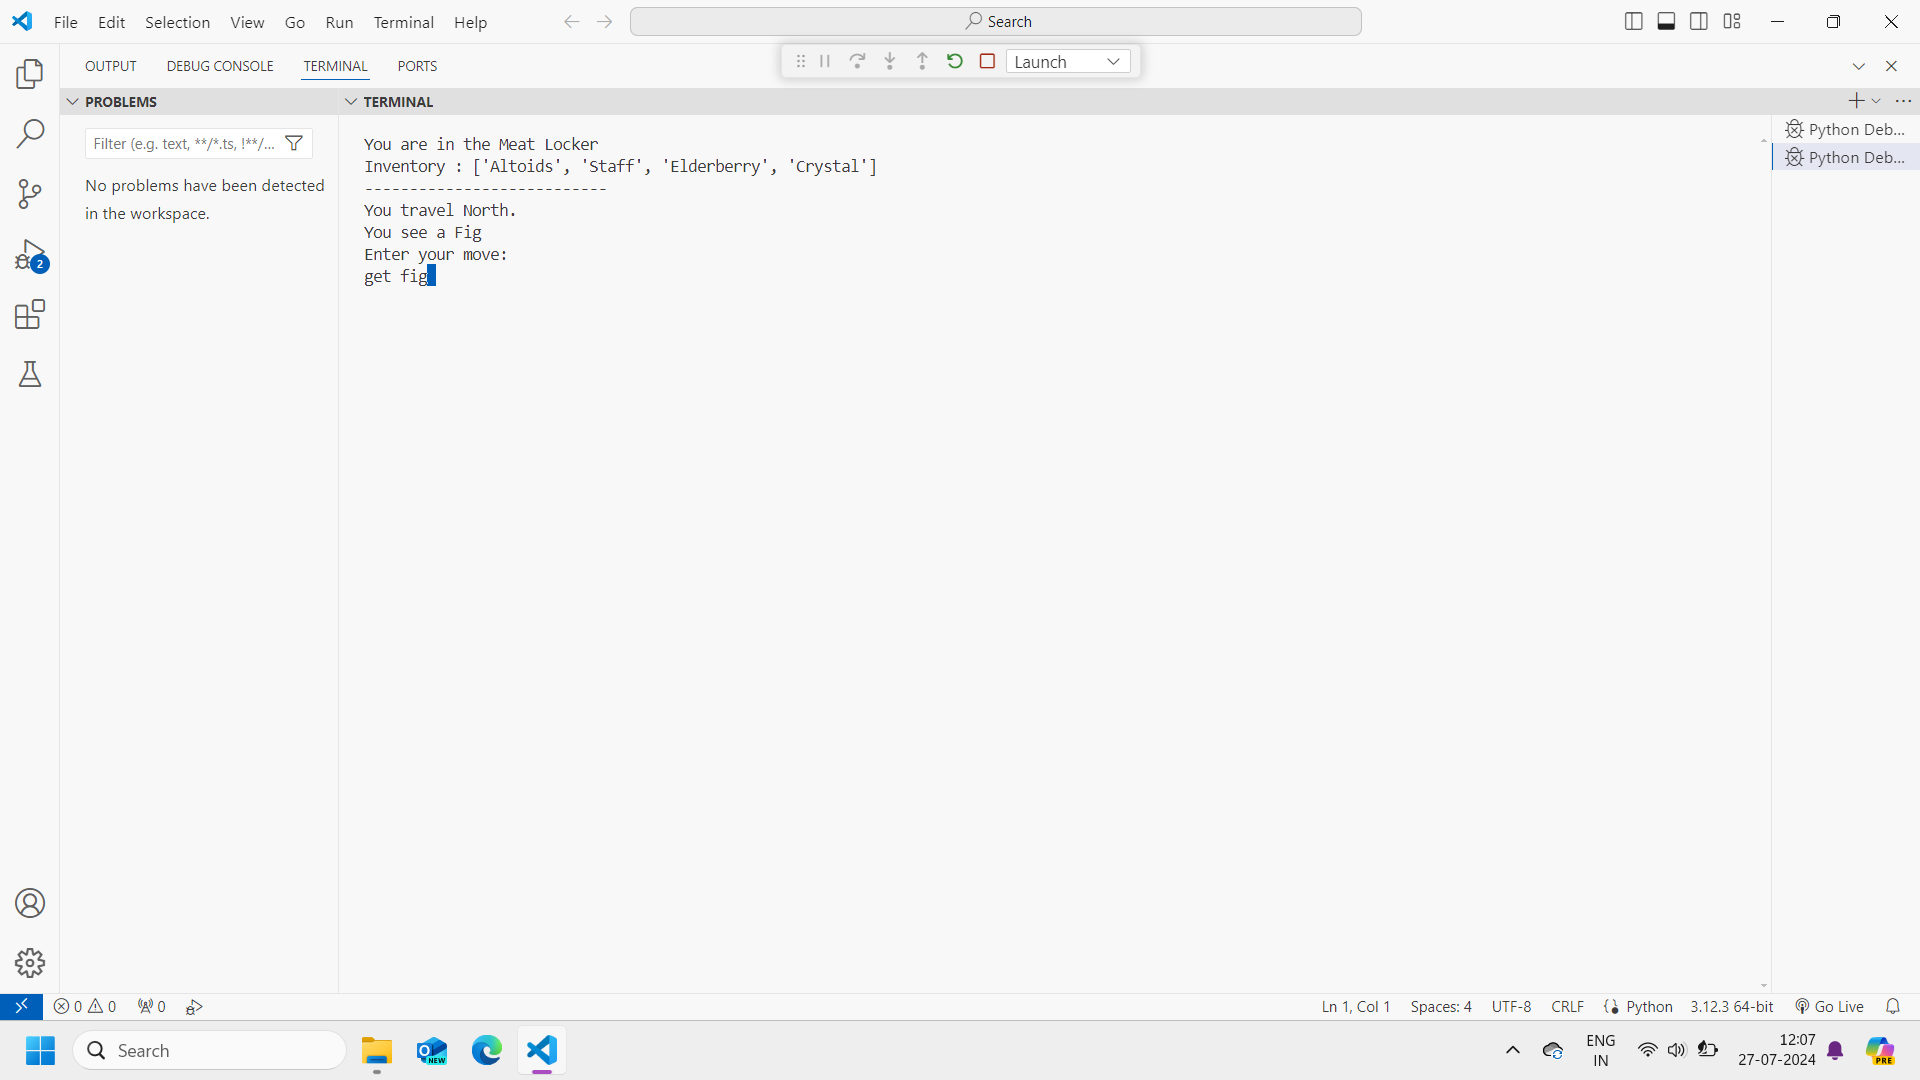 File Edit Selection View Go Run Terminal Help Search
OUTPUT DEBUG CONSOLE TERMINAL PORTS Launch
PROBLEMS
Filter (e.g. text, **/*.ts, !**/...
No problems have been detected
in the workspace.
TERMINAL
You are in the Meat Locker
Inventory : ['Altoids', 'Staff', 'Elderberry', 'Crystal']
---------------------------
You travel North.
You see a Fig
Enter your move:
get fig
Python Deb...
Python Deb...
2
0 0 0 Ln 1, Col 1 Spaces: 4 UTF-8 CRLF Python 3.12.3 64-bit Go Live
Search
NEW
ENG
IN
12:07
27-07-2024
PRE